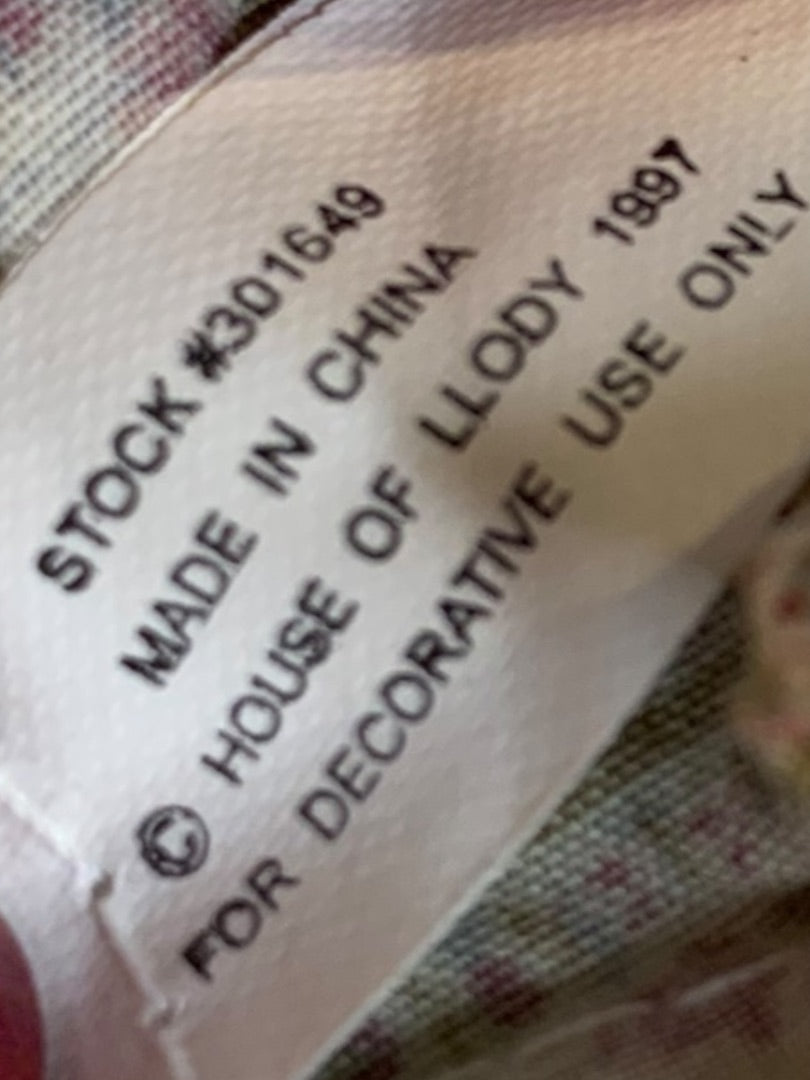 STOCK #301649
MADE IN CHINA
© HOUSE OF LLODY 1997
FOR DECORATIVE USE ONLY